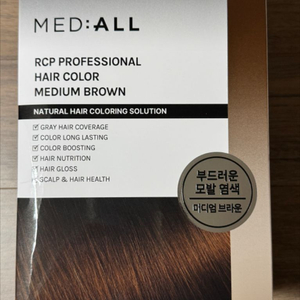 MED:ALL
RCP PROFESSIONAL
HAIR COLOR
MEDIUM BROWN
NATURAL HAIR COLORING SOLUTION
GRAY HAIR COVERAGE
COLOR LONG LASTING
COLOR BOOSTING
HAIR NUTRITION
HAIR GLOSS
SCALP & HAIR HEALTH
부드러운
모발 염색
미디엄 브라운